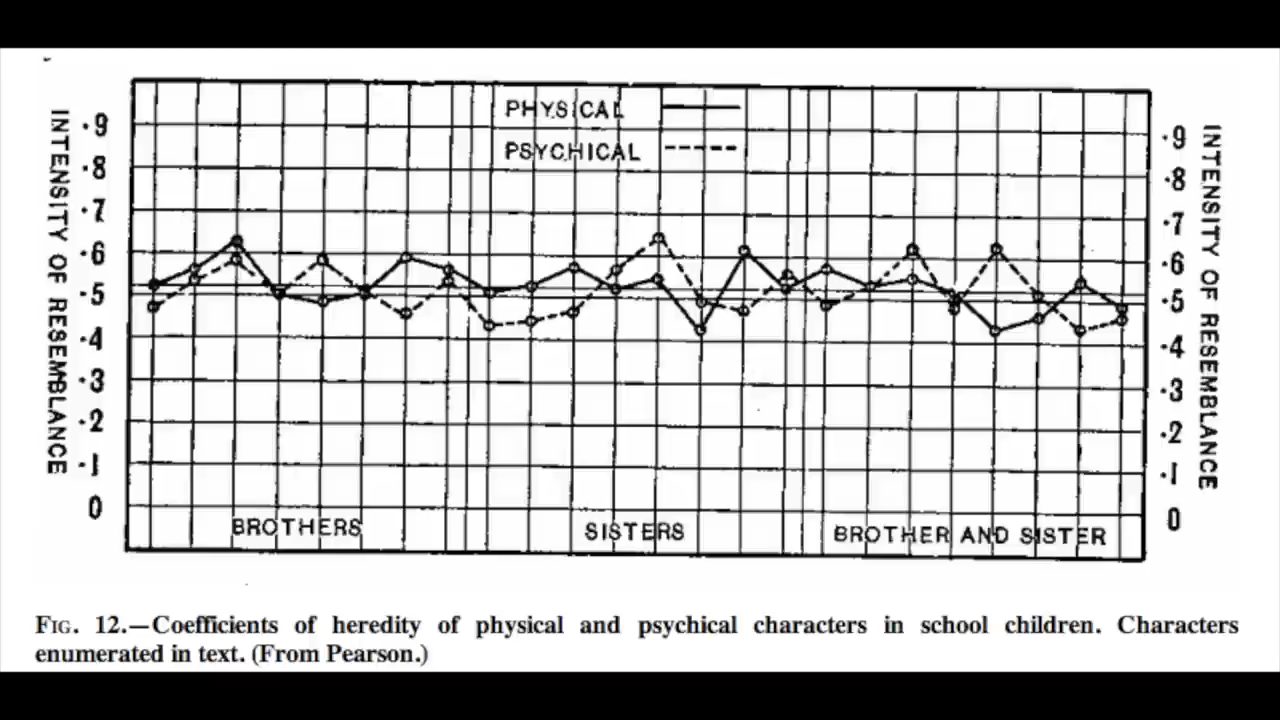 PHYSICAL
PSYCHICAL
INTENSITY OF RESEMBLANCE
.9
.8
.7
.6
.5
.4
.3
.2
.1
0
BROTHERS
SISTERS
BROTHER AND SISTER
.9
.8
.7
.6
.5
.4
.3
.2
.1
0
INTENSITY OF RESEMBLANCE
FIG. 12.—Coefficients of heredity of physical and psychical characters in school children. Characters
enumerated in text. (From Pearson.)